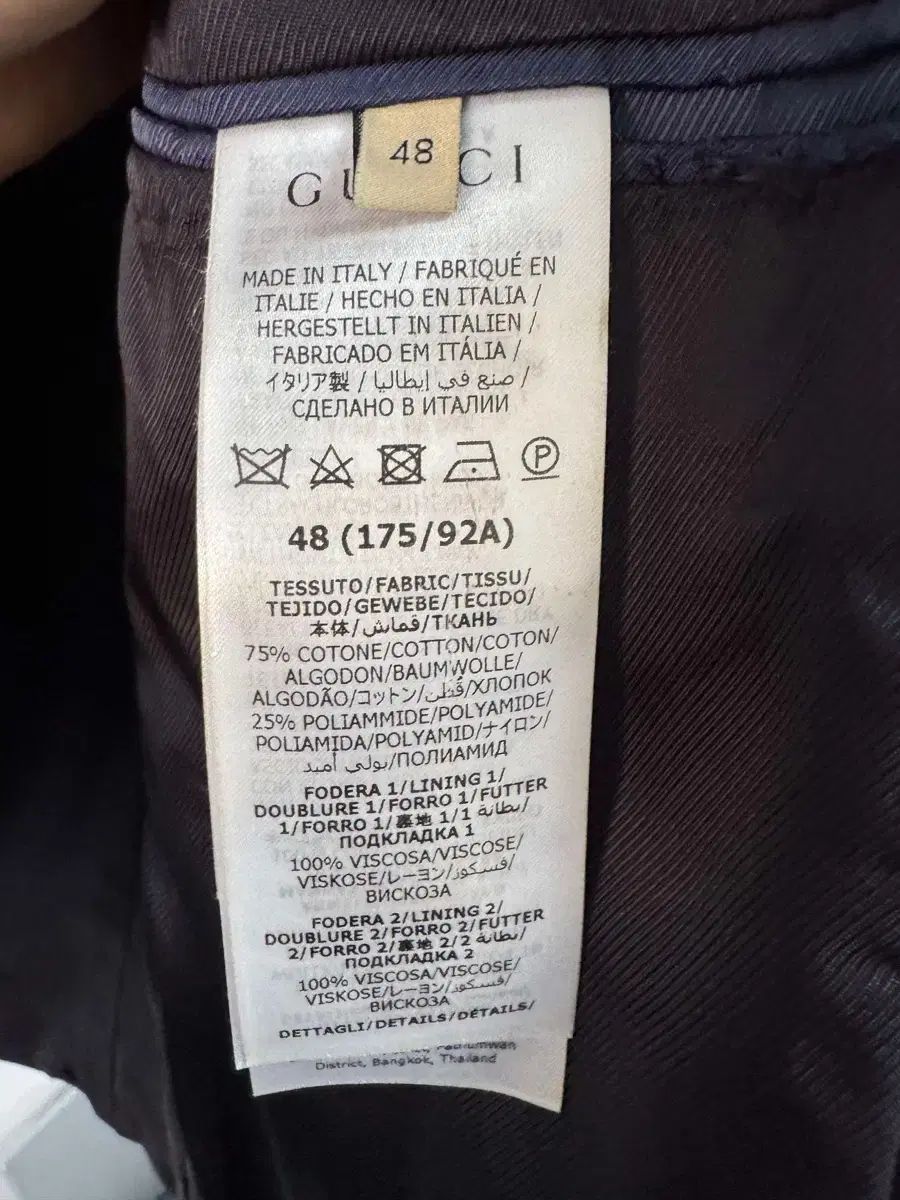 48
GUCCI
MADE IN ITALY / FABRIQUÉ EN
ITALIE / HECHO EN ITALIA /
HERGESTELLT IN ITALIEN /
FABRICADO EM ITÁLIA /
イタリア製 / صنع في إيطاليا /
СДЕЛАНО В ИТАЛИИ
P
48 (175/92A)
TESSUTO/FABRIC/TISSU/
TEJIDO/GEWEBE/TECIDO/
本体/قماش/ТКАНЬ
75% COTONE/COTTON/COTON/
ALGODON/BAUMWOLLE/
ALGODÃO/コットン/قطن/ХЛОПОК
25% POLIAMMIDE/POLYAMIDE/
POLIAMIDA/POLYAMID/ナイロン/
بولي أميد/ПОЛИАМИД
FODERA 1/LINING 1/
DOUBLURE 1/FORRO 1/FUTTER
1/FORRO 1/裏地 1/1 بطانة/
ПОДКЛАДКА 1
100% VISCOSA/VISCOSE/
VISKOSE/レーヨン/فسكوز/
ВИСКОЗА
FODERA 2/LINING 2/
DOUBLURE 2/FORRO 2/FUTTER
2/FORRO 2/裏地 2/2 بطانة/
ПОДКЛАДКА 2
100% VISCOSA/VISCOSE/
VISKOSE/レーヨン/فسكوز/
ВИСКОЗА
DETTAGLI/DETAILS/DÉTAILS/
District, Bangkok, Thailand